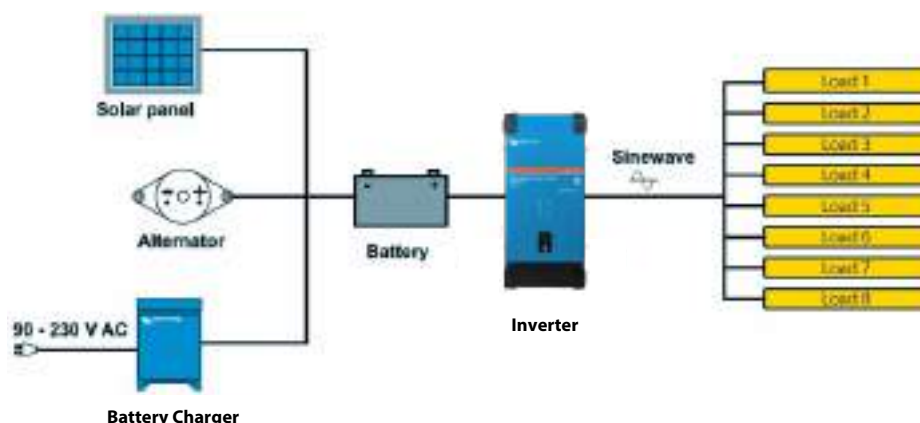 Solar panel
Alternator
90 - 230 V AC
Battery Charger
Battery
Inverter
Sinewave
Load 1
Load 2
Load 3
Load 4
Load 5
Load 6
Load 7
Load 8